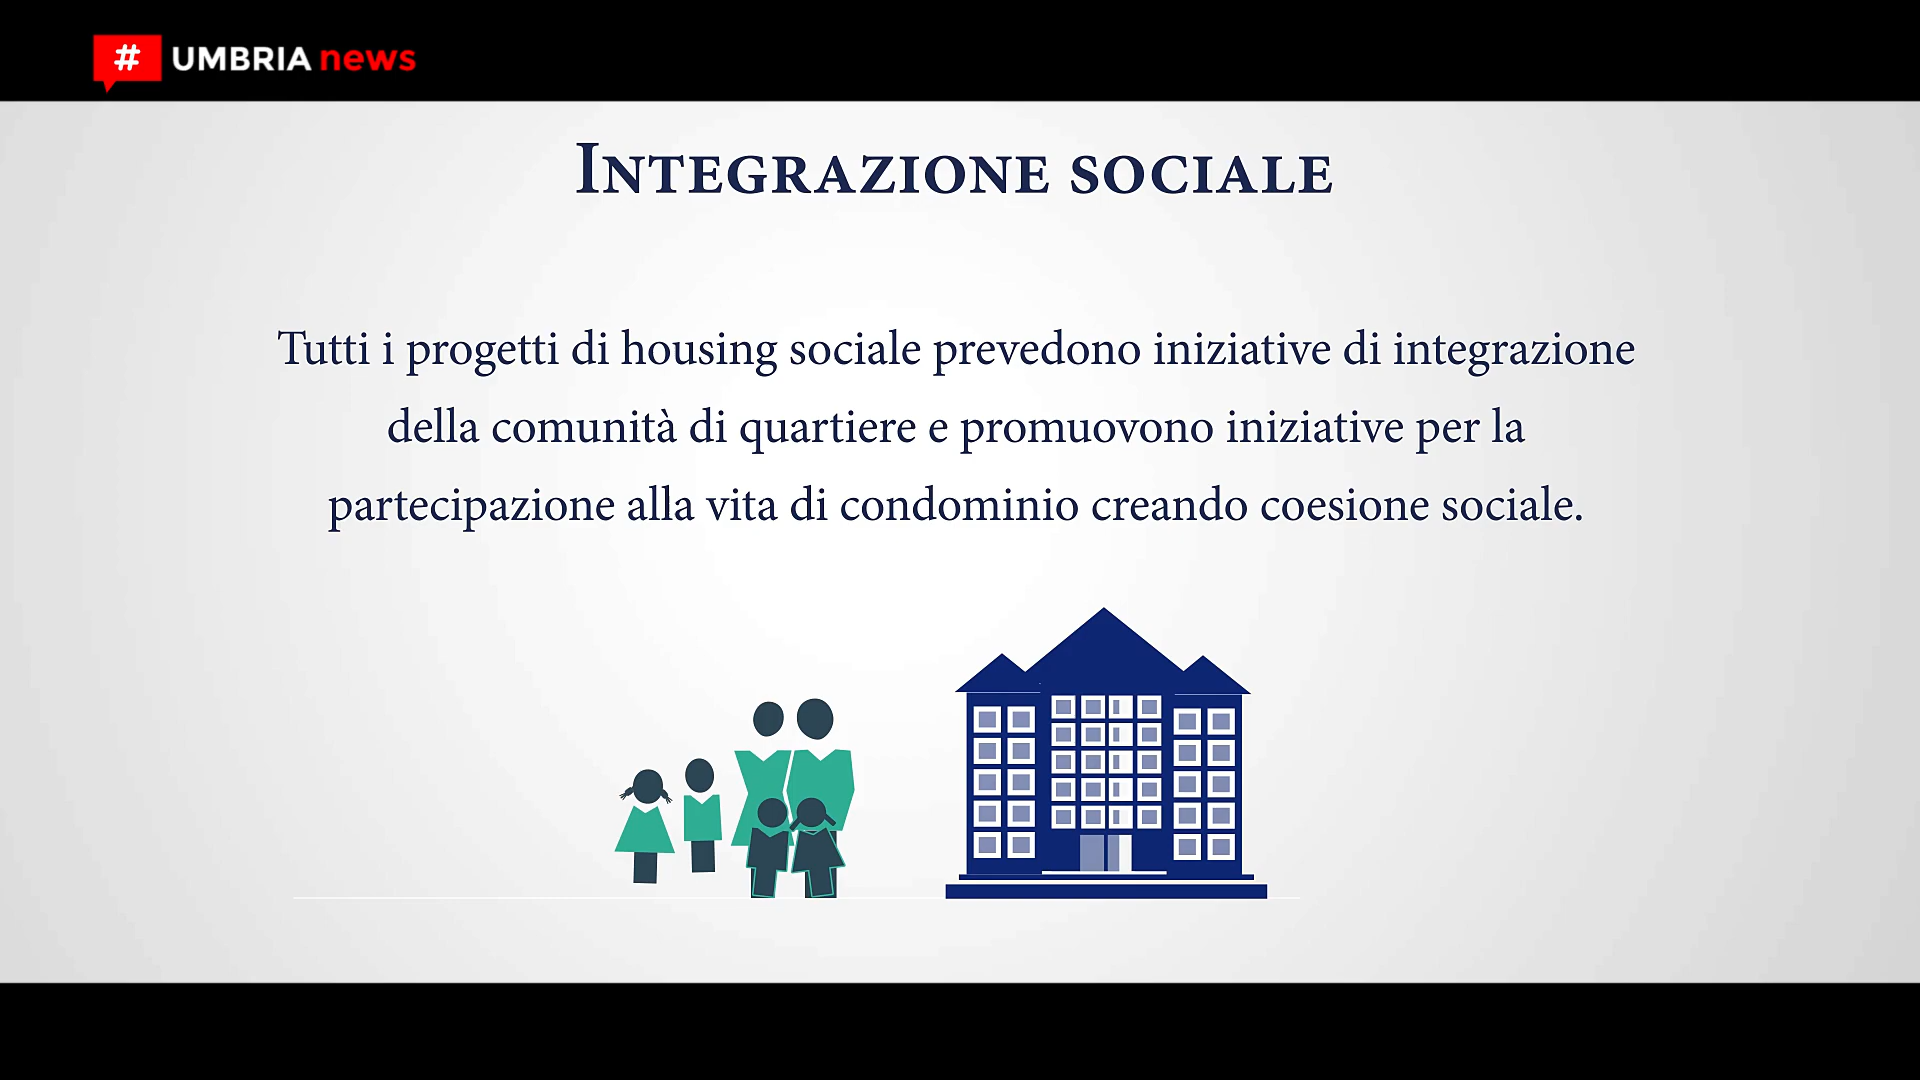 # UMBRIA news
Integrazione sociale
Tutti i progetti di housing sociale prevedono iniziative di integrazione
della comunità di quartiere e promuovono iniziative per la
partecipazione alla vita di condominio creando coesione sociale.